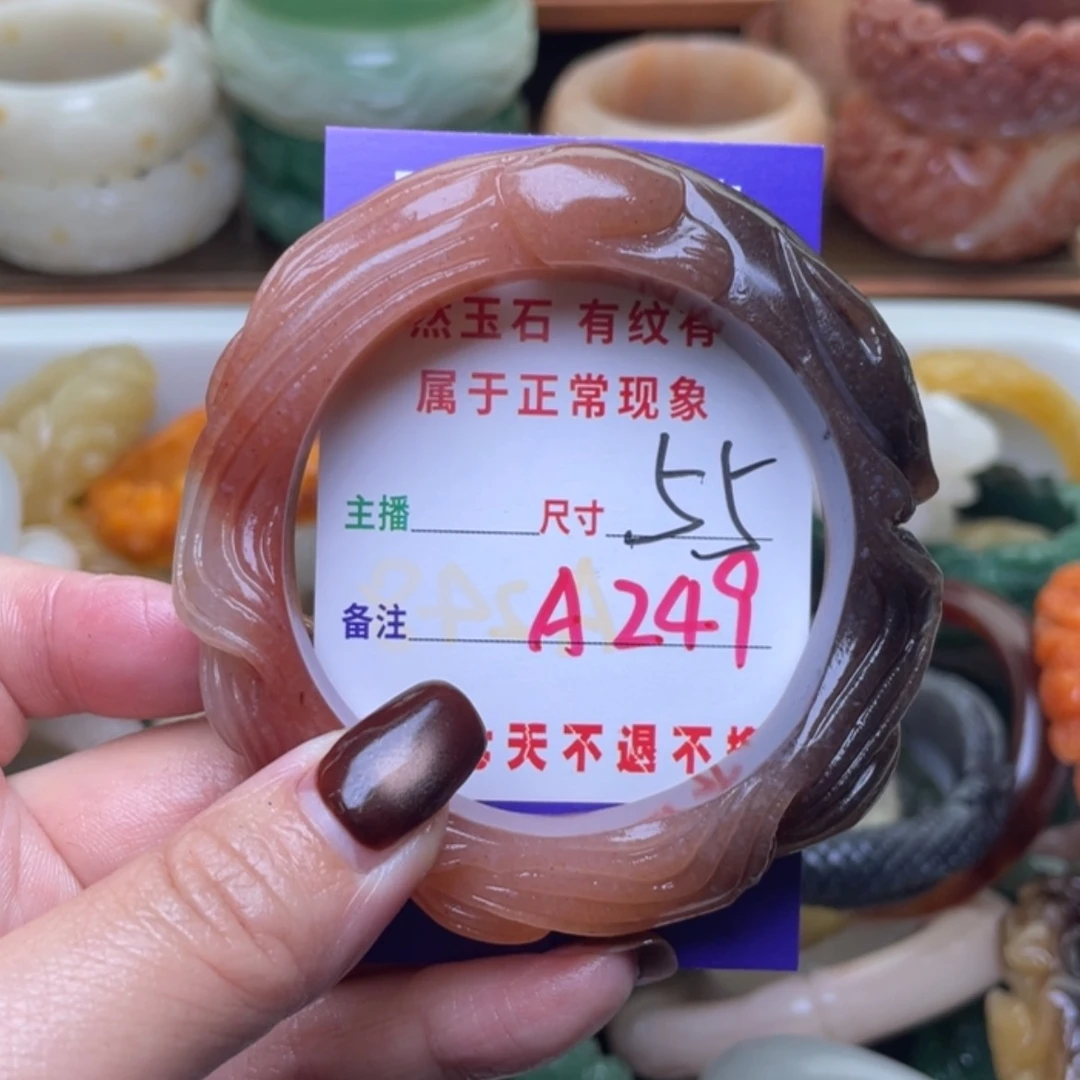 然玉石 有纹有
属于正常现象
主播 尺寸 55
备注 A249
天不退不换